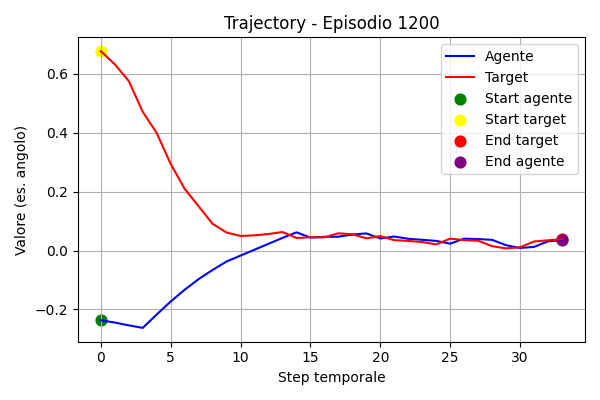 Trajectory - Episodio 1200
Valore (es. angolo)
0.6
0.4
0.2
0.0
−0.2
0
5
10
15
20
25
30
Step temporale
Agente
Target
Start agente
Start target
End target
End agente